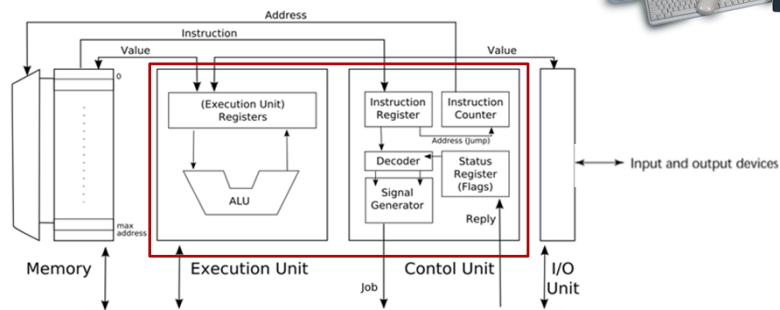 Address
Instruction
Value
Value
0
(Execution Unit)
Registers
Instruction
Register
Instruction
Counter
Address (Jump)
Decoder
Status
Register
(Flags)
Signal
Generator
ALU
Reply
Input and output devices
max
address
Memory
Execution Unit
Contol Unit
I/O
Unit
Job